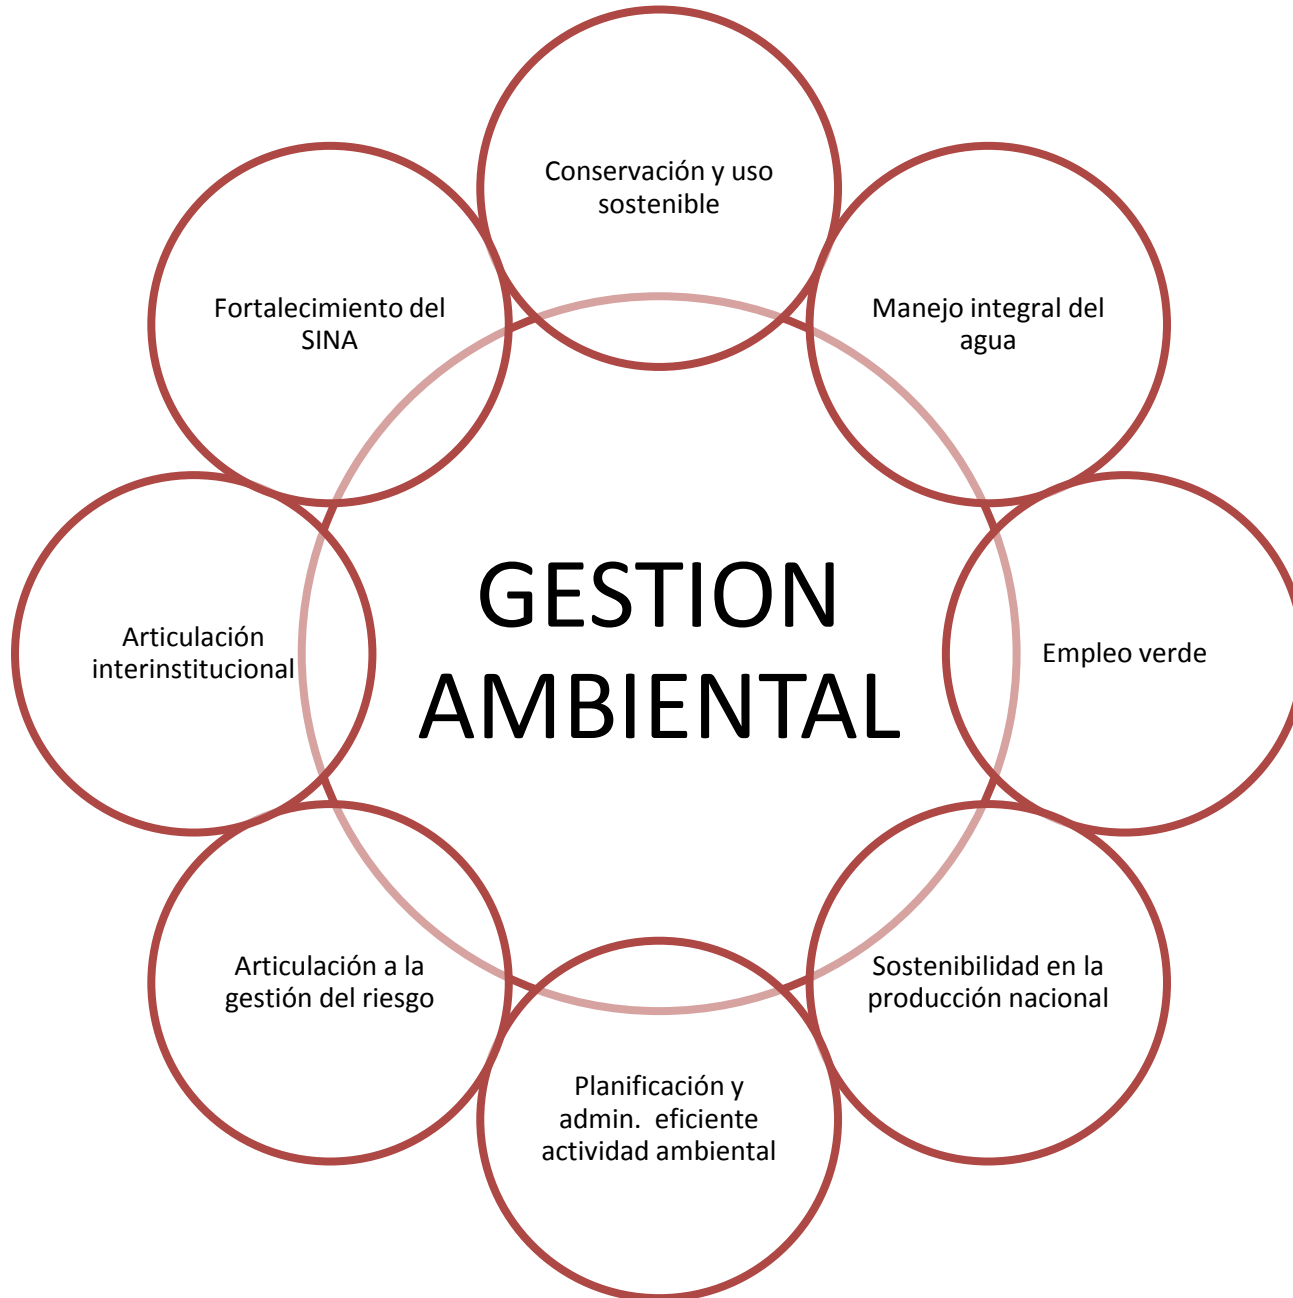 Conservación y uso
sostenible
Fortalecimiento del
SINA
Manejo integral del
agua
GESTION
AMBIENTAL
Articulación
interinstitucional
Empleo verde
Articulación a la
gestión del riesgo
Sostenibilidad en la
producción nacional
Planificación y
admin.  eficiente
actividad ambiental